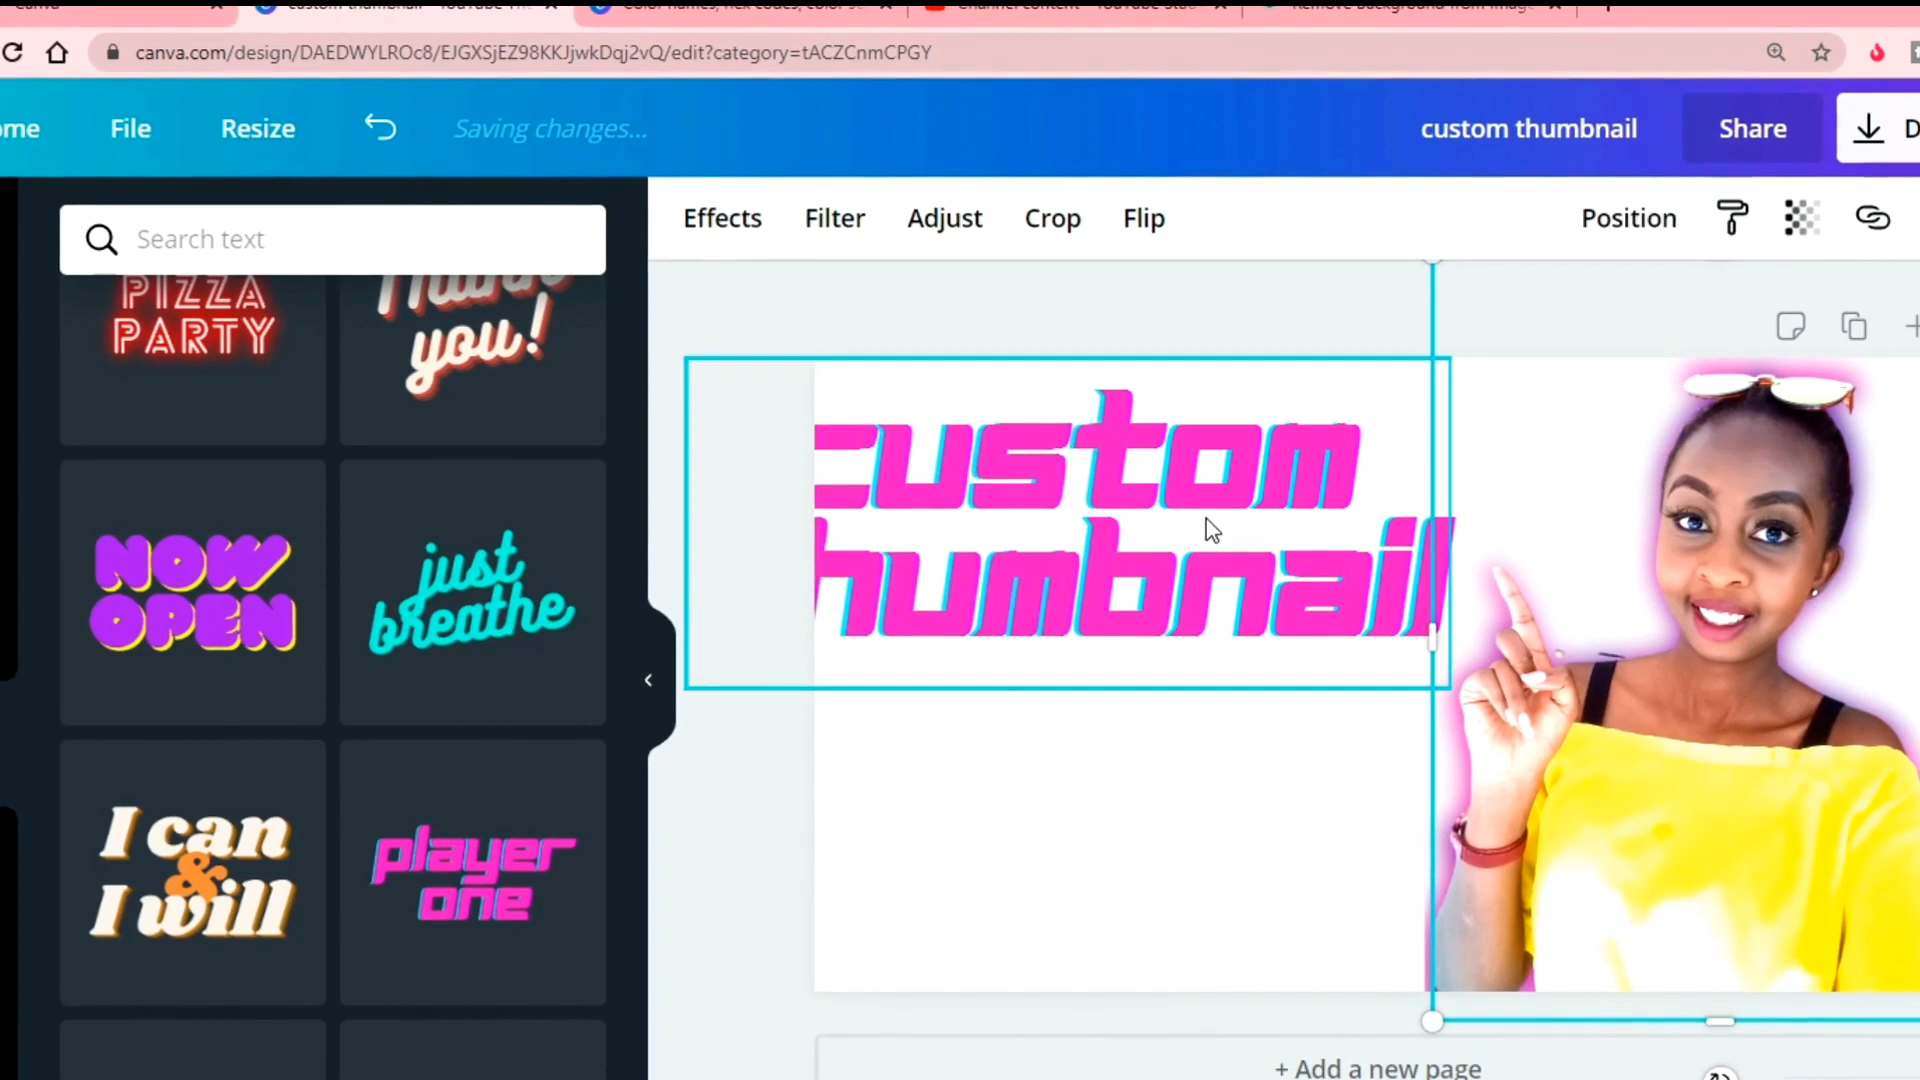 canva.com/design/DAEDWYLROc8/EJGXSjEZ98KKJjwkDqj2vQ/edit?category=tACZCnmCPGY
ome File Resize Saving changes... custom thumbnail Share D
Search text
Effects Filter Adjust Crop Flip Position
PIZZA
PARTY
you!
NOW
OPEN
just
breathe
I can
&
I will
player
one
custom
humbnail
+ Add a new page